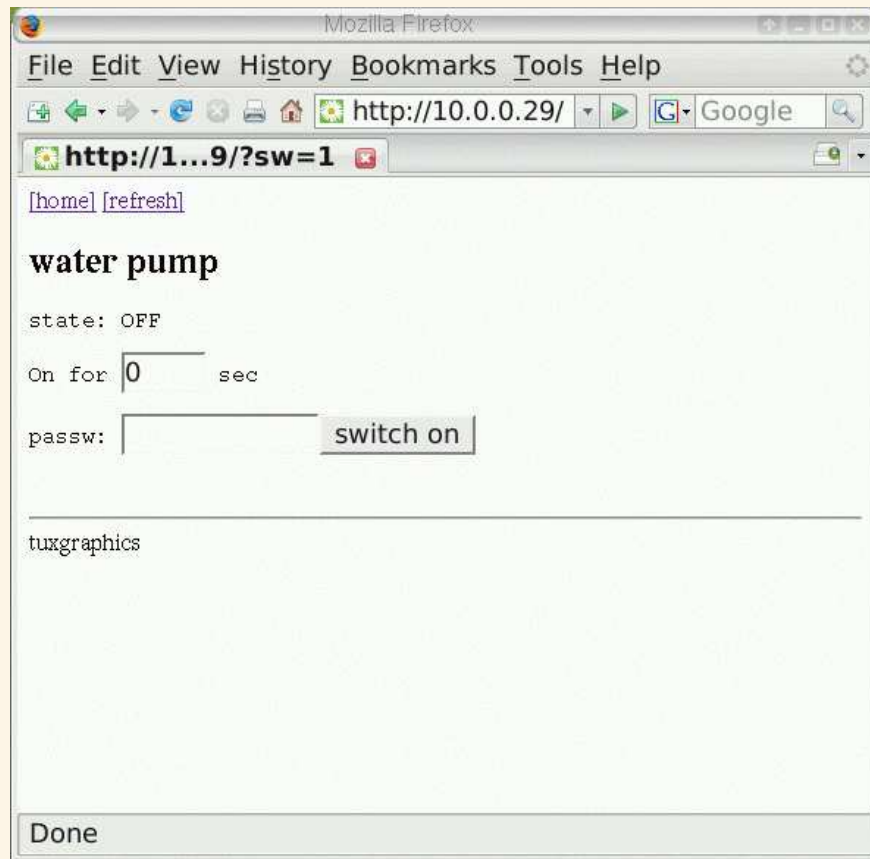 Mozilla Firefox
File Edit View History Bookmarks Tools Help
http://10.0.0.29/ G Google
http://1...9/?sw=1
[home] [refresh]
water pump
state: OFF
On for 0 sec
passw: switch on
tuxgraphics
Done